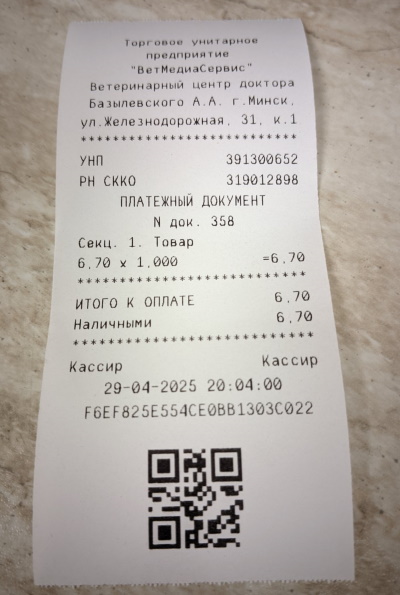 Торговое унитарное
предприятие
"ВетМедиаСервис"
Ветеринарный центр доктора
Базылевского А.А. г.Минск,
ул.Железнодорожная, 31, к.1
***************************
УНП 391300652
РН СККО 319012898
ПЛАТЕЖНЫЙ ДОКУМЕНТ
N док. 358
Секц. 1. Товар
6,70 x 1,000 =6,70
***************************
ИТОГО К ОПЛАТЕ 6,70
Наличными 6,70
***************************
Кассир Кассир
29-04-2025 20:04:00
F6EF825E554CE0BB1303C022